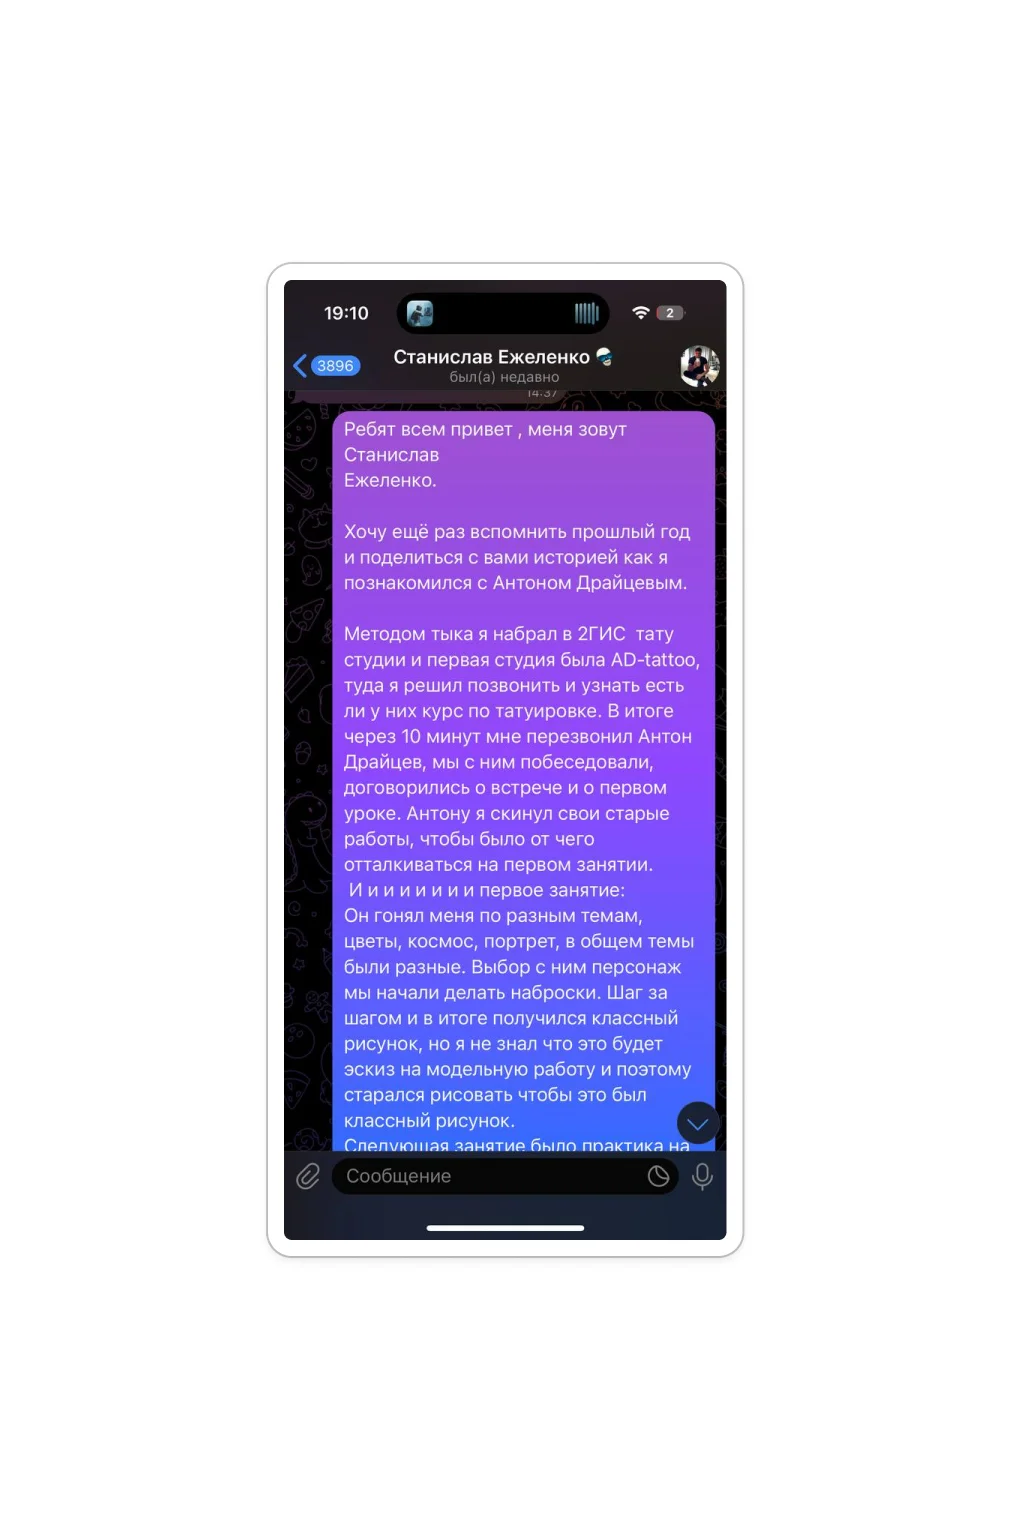 19:10
2
3896
Станислав Ежеленко
был(а) недавно
14:37
Ребят всем привет , меня зовут
Станислав
Ежеленко.
Хочу ещё раз вспомнить прошлый год
и поделиться с вами историей как я
познакомился с Антоном Драйцевым.
Методом тыка я набрал в 2ГИС  тату
студии и первая студия была AD-tattoo,
туда я решил позвонить и узнать есть
ли у них курс по татуировке. В итоге
через 10 минут мне перезвонил Антон
Драйцев, мы с ним побеседовали,
договорились о встрече и о первом
уроке. Антону я скинул свои старые
работы, чтобы было от чего
отталкиваться на первом занятии.
И и и и и и и и первое занятие:
Он гонял меня по разным темам,
цветы, космос, портрет, в общем темы
были разные. Выбор с ним персонаж
мы начали делать наброски. Шаг за
шагом и в итоге получился классный
рисунок, но я не знал что это будет
эскиз на модельную работу и поэтому
старался рисовать чтобы это был
классный рисунок.
Следующая занятие было практика на
Сообщение